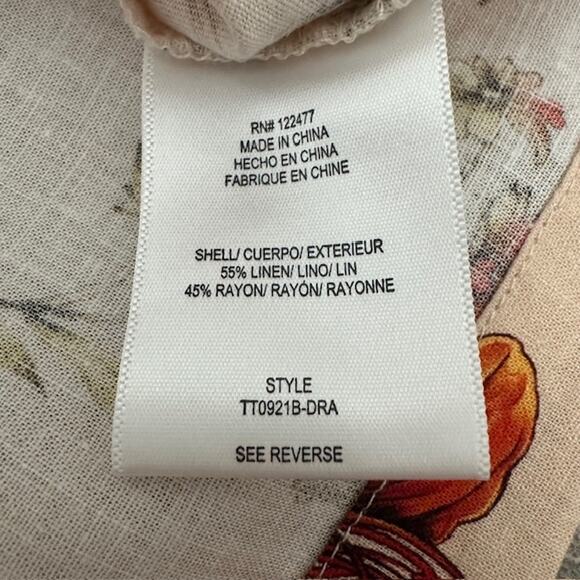 RN# 122477
MADE IN CHINA
HECHO EN CHINA
FABRIQUE EN CHINE
SHELL/ CUERPO/ EXTERIEUR
55% LINEN/ LINO/ LIN
45% RAYON/ RAYÓN/ RAYONNE
STYLE
TT0921B-DRA
SEE REVERSE